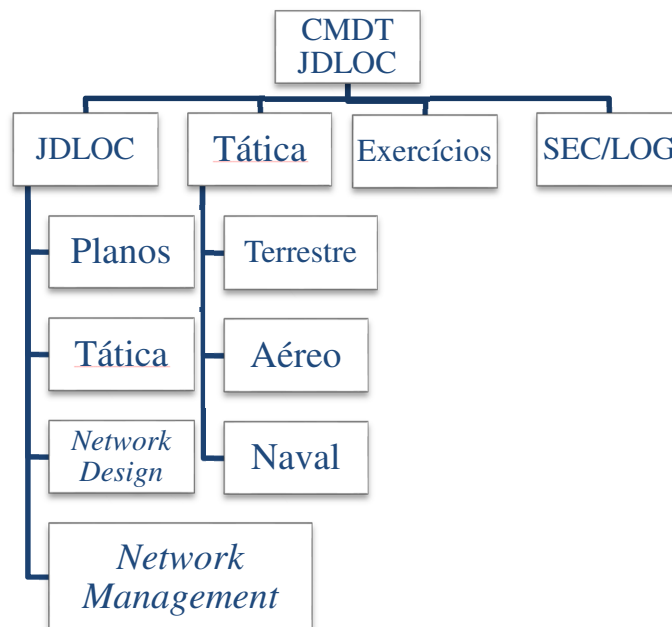 CMDT
JDLOC
JDLOC
Tática
Exercícios
SEC/LOG
Planos
Terrestre
Tática
Aéreo
Network
Design
Naval
Network
Management